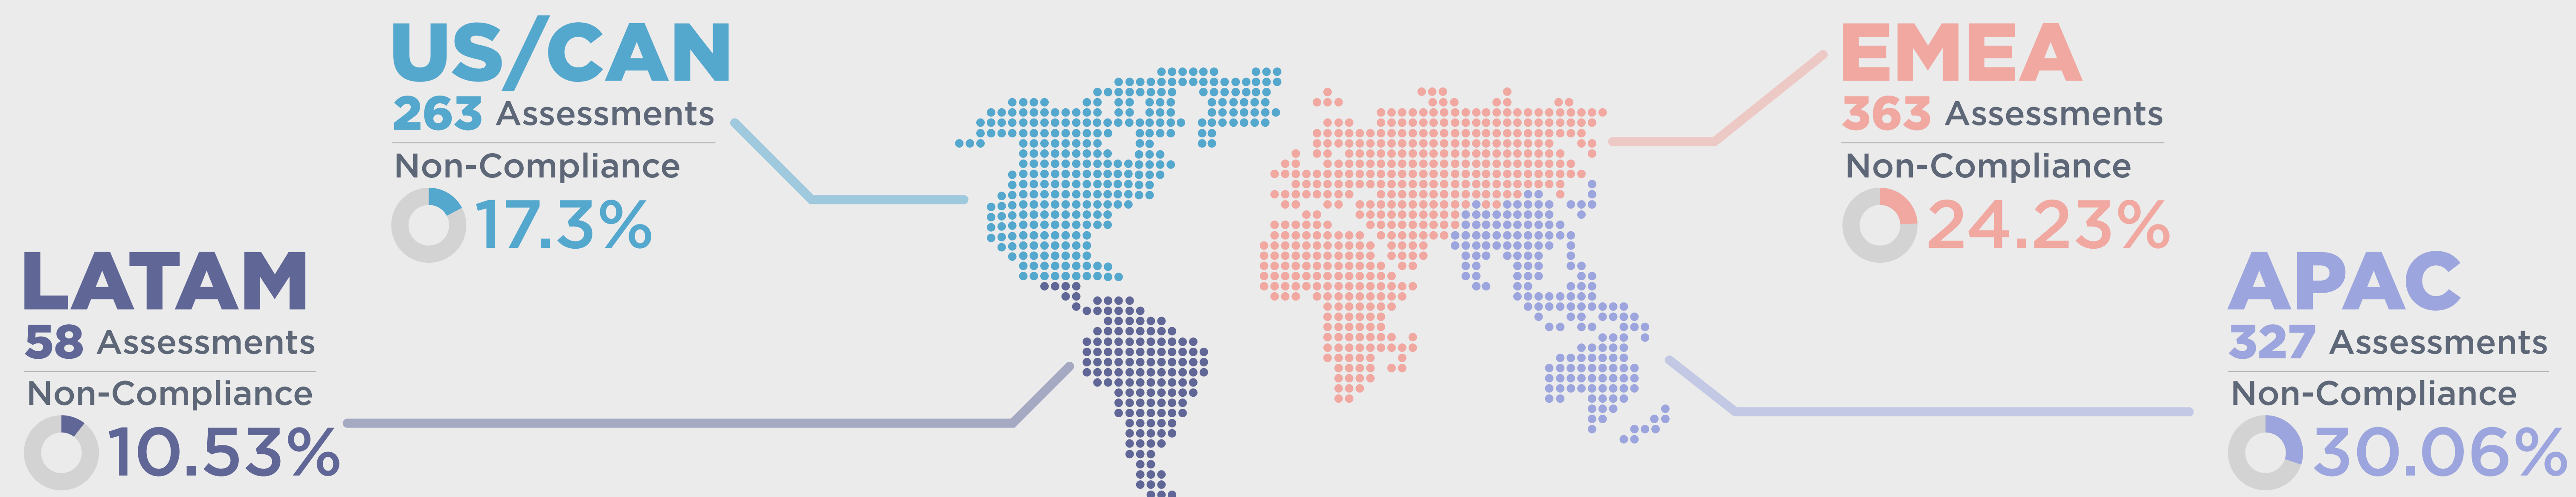 US/CAN
263 Assessments
Non-Compliance
17.3%
LATAM
58 Assessments
Non-Compliance
10.53%
EMEA
363 Assessments
Non-Compliance
24.23%
APAC
327 Assessments
Non-Compliance
30.06%